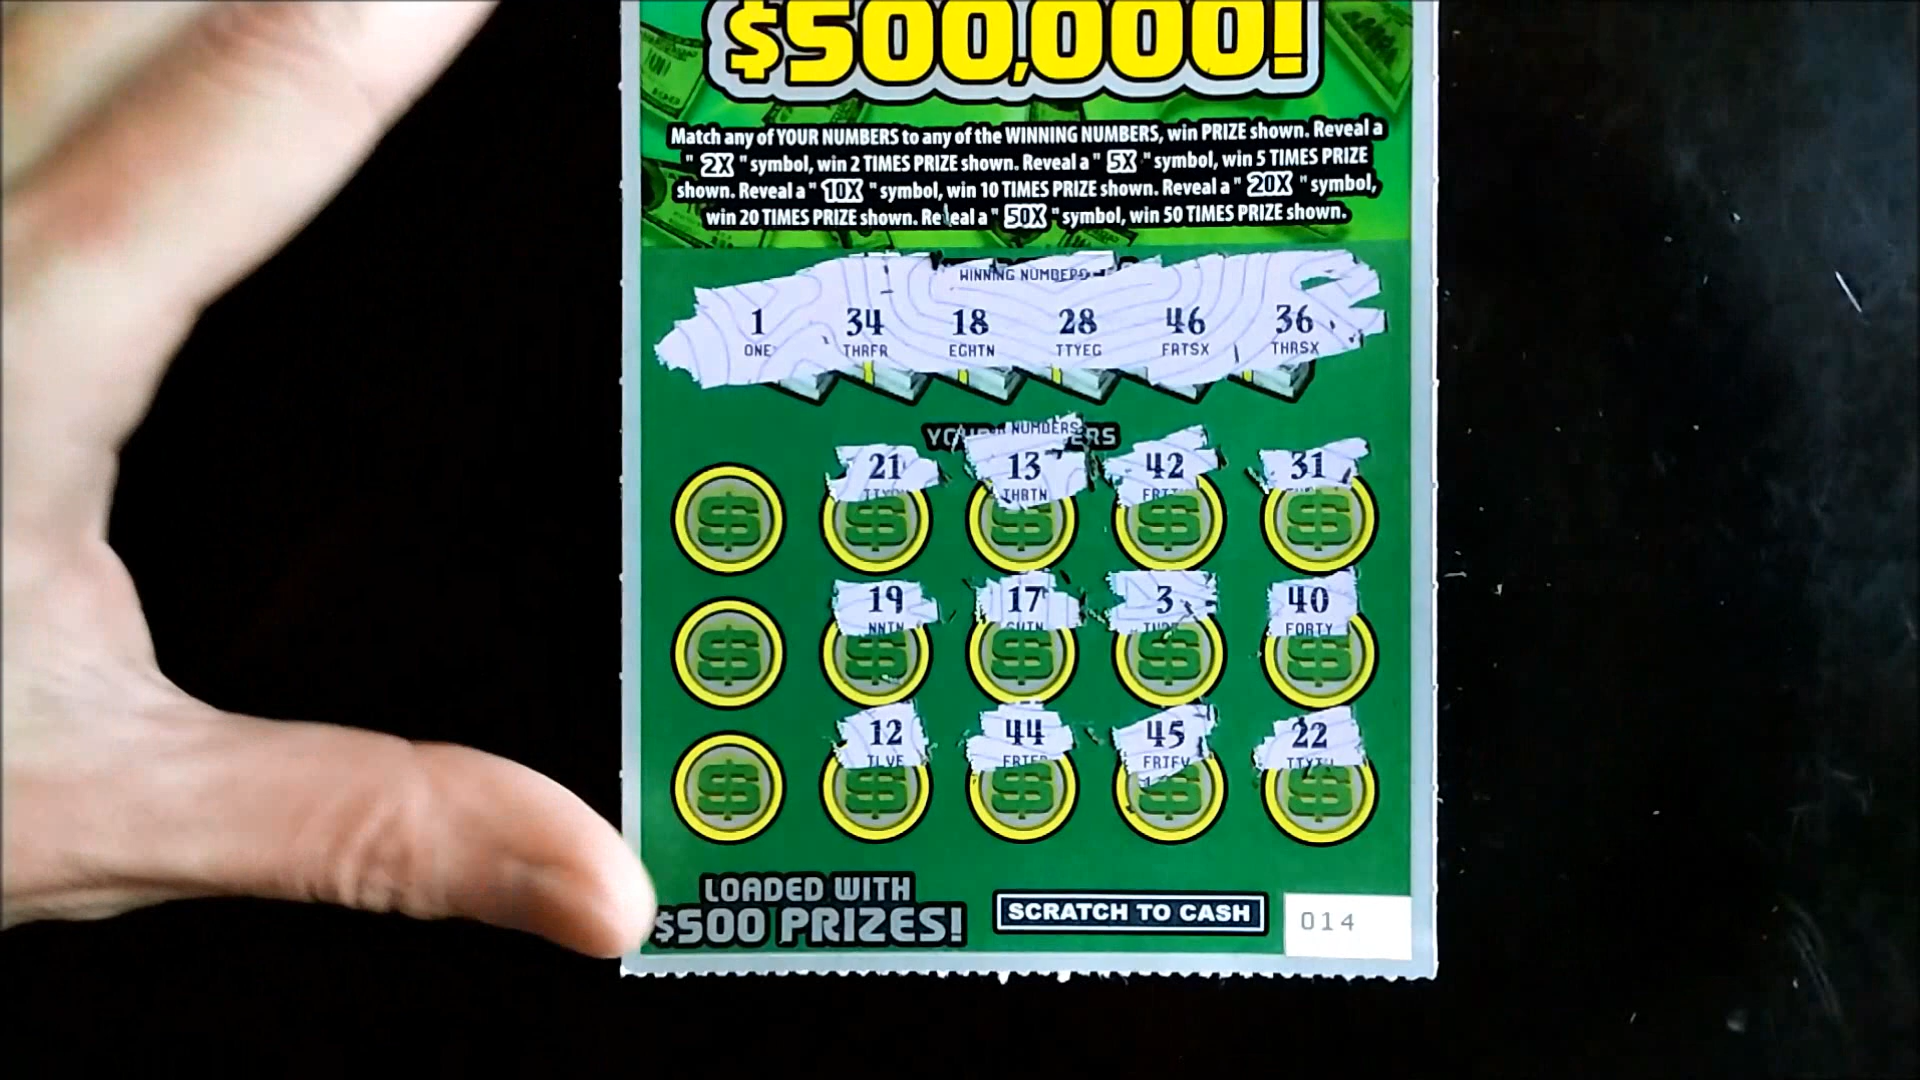 $500,000!
Match any of YOUR NUMBERS to any of the WINNING NUMBERS, win PRIZE shown. Reveal a
" 2X " symbol, win 2 TIMES PRIZE shown. Reveal a " 5X " symbol, win 5 TIMES PRIZE
shown. Reveal a " 10X " symbol, win 10 TIMES PRIZE shown. Reveal a " 20X " symbol,
win 20 TIMES PRIZE shown. Reveal a " 50X " symbol, win 50 TIMES PRIZE shown.
WINNING NUMBERS
1 34 18 28 46 36
ONE THRFR EGHTN TTYEG FRTSX THRSX
NUMBERS
21 13 42 31
THRTN
$ $ $ $ $
19 17 3 40
NNTN FORTY
$ $ $ $ $
12 44 45 22
TLVE FRTFV
$ $ $ $ $
LOADED WITH
$500 PRIZES!
SCRATCH TO CASH
014